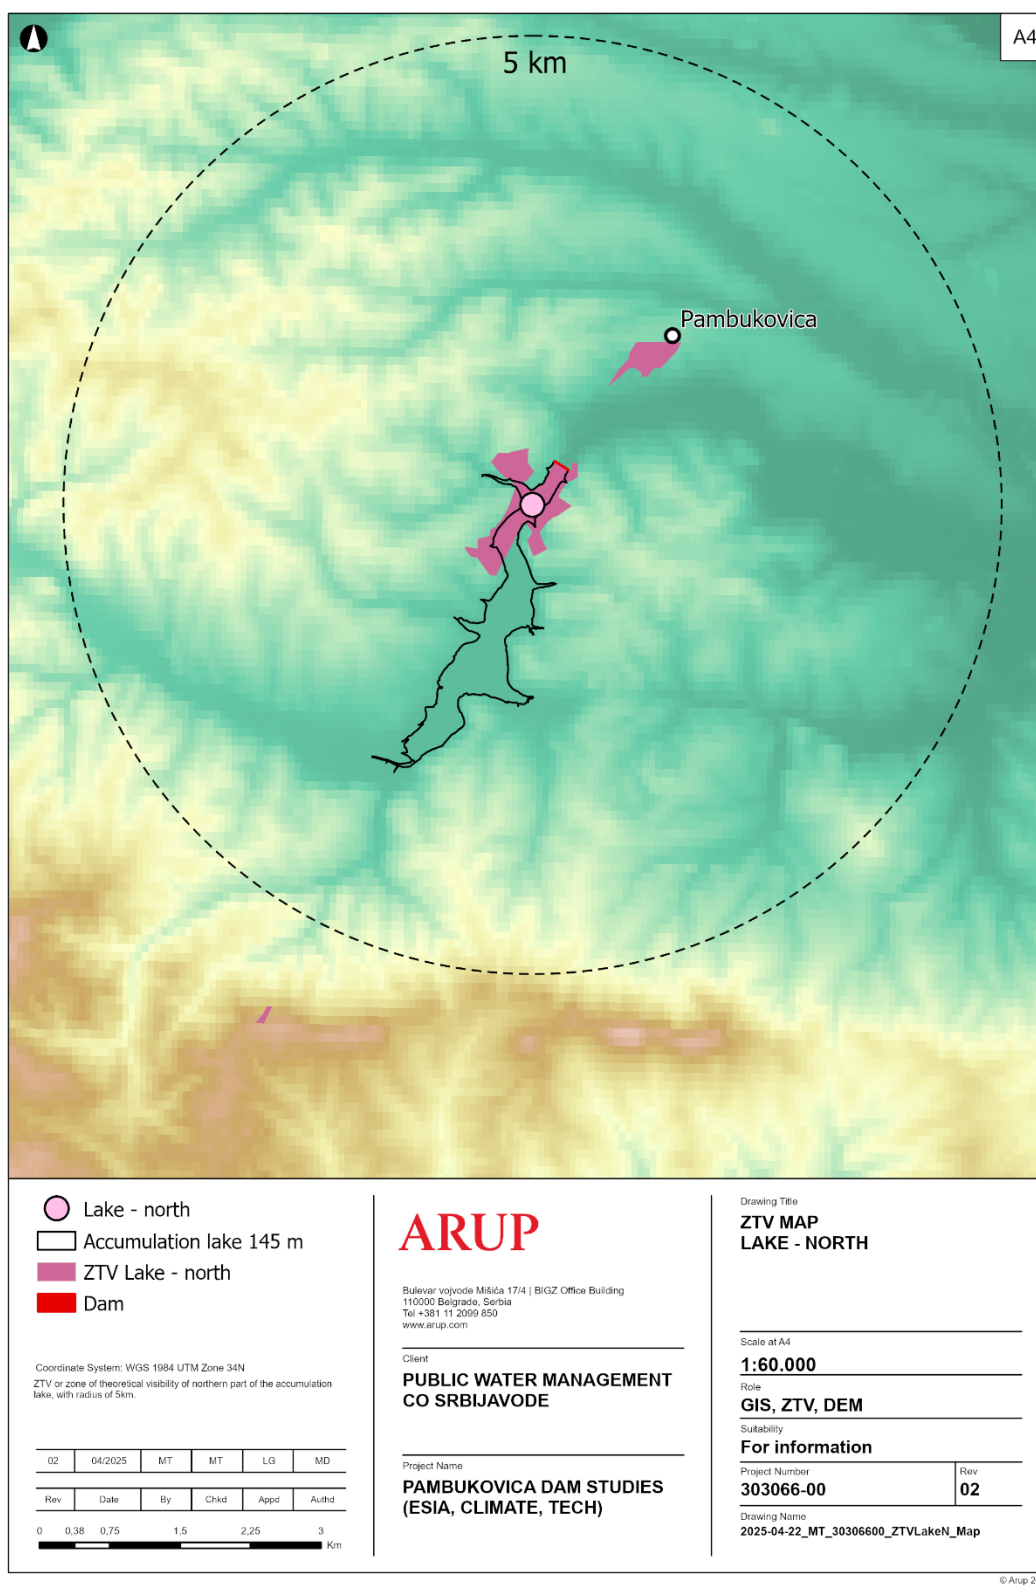 A4
5 km
Pambukovica
Lake - north
Accumulation lake 145 m
ZTV Lake - north
Dam
Coordinate System: WGS 1984 UTM Zone 34N
ZTV or zone of theoretical visibility of northern part of the accumulation
lake, with radius of 5km.
02 04/2025 MT MT LG MD
Rev Date By Chkd Appd Authd
0 0,38 0,75 1,5 2,25 3
Km
ARUP
Bulevar vojvode Mišića 17/4 | BIGZ Office Building
110000 Belgrade, Serbia
Tel +381 11 2099 850
www.arup.com
Client
PUBLIC WATER MANAGEMENT
CO SRBIJAVODE
Project Name
PAMBUKOVICA DAM STUDIES
(ESIA, CLIMATE, TECH)
Drawing Title
ZTV MAP
LAKE - NORTH
Scale at A4
1:60.000
Role
GIS, ZTV, DEM
Suitability
For information
Project Number
303066-00
Rev
02
Drawing Name
2025-04-22_MT_30306600_ZTVLakeN_Map
© Arup